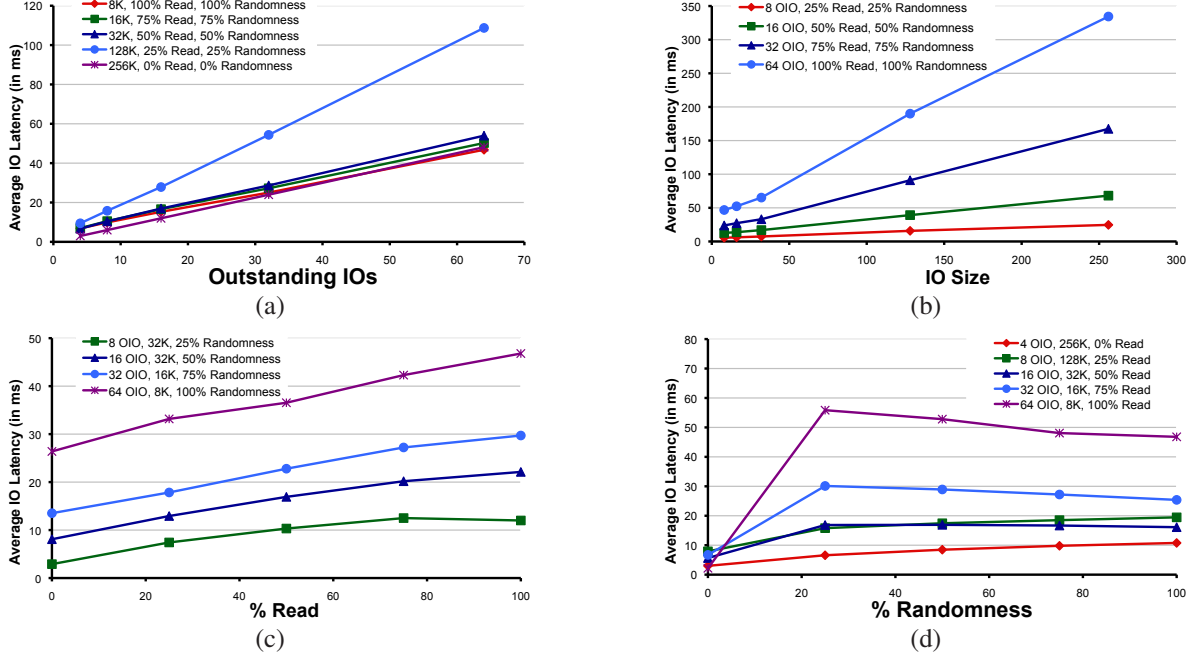 120
100
80
60
40
20
0
Average IO Latency (in ms)
8K, 100% Read, 100% Randomness
16K, 75% Read, 75% Randomness
32K, 50% Read, 50% Randomness
128K, 25% Read, 25% Randomness
256K, 0% Read, 0% Randomness
0 10 20 30 40 50 60 70
Outstanding IOs
(a)
350
300
250
200
150
100
50
0
Average IO Latency (in ms)
8 OIO, 25% Read, 25% Randomness
16 OIO, 50% Read, 50% Randomness
32 OIO, 75% Read, 75% Randomness
64 OIO, 100% Read, 100% Randomness
0 50 100 150 200 250 300
IO Size
(b)
50
40
30
20
10
0
Average IO Latency (in ms)
8 OIO, 32K, 25% Randomness
16 OIO, 32K, 50% Randomness
32 OIO, 16K, 75% Randomness
64 OIO, 8K, 100% Randomness
0 20 40 60 80 100
% Read
(c)
80
70
60
50
40
30
20
10
0
Average IO Latency (in ms)
4 OIO, 256K, 0% Read
8 OIO, 128K, 25% Read
16 OIO, 32K, 50% Read
32 OIO, 16K, 75% Read
64 OIO, 8K, 100% Read
0 20 40 60 80 100
% Randomness
(d)